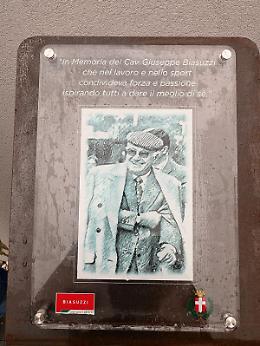 "In Memoria del Cav. Giuseppe Biasuzzi
che nel lavoro e nello sport
condivideva forza e passione
ispirando tutti a dare il meglio di sé."
BIASUZZI